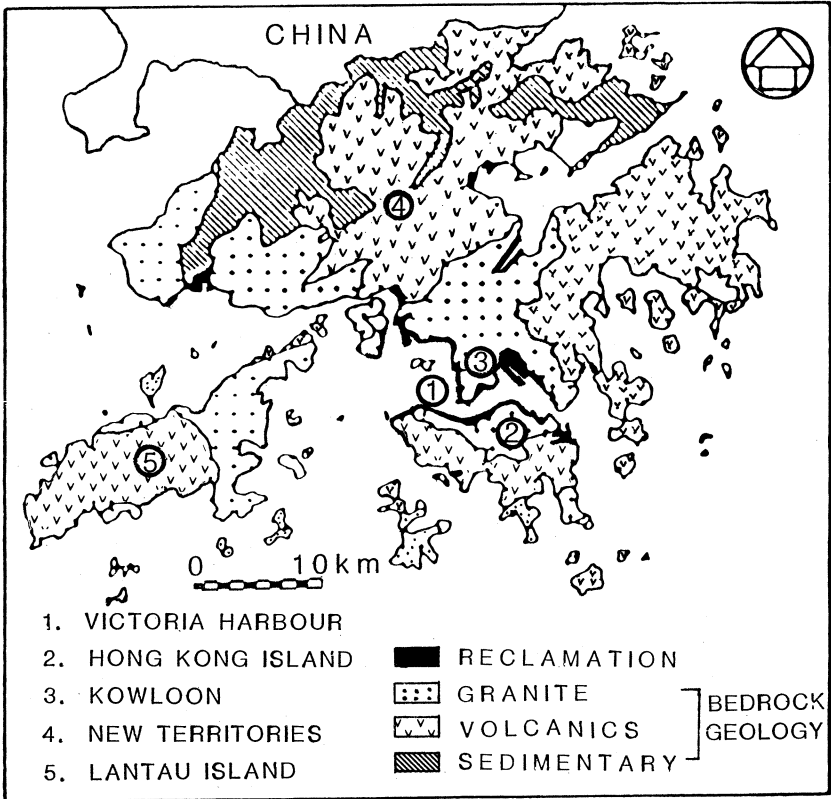 CHINA
4
3
1
2
5
0 10km
1. VICTORIA HARBOUR
2. HONG KONG ISLAND
3. KOWLOON
4. NEW TERRITORIES
5. LANTAU ISLAND
RECLAMATION
GRANITE
VOLCANICS
SEDIMENTARY
BEDROCK
GEOLOGY